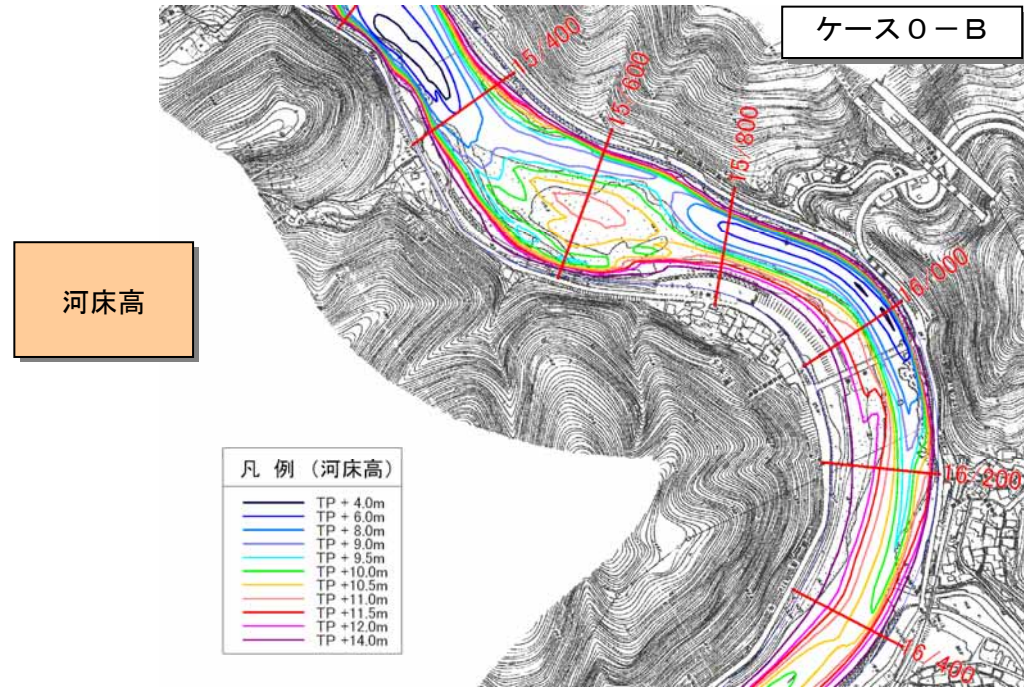 ケース0－B
15/400
15/600
15/800
河床高
16/000
凡 例 (河床高)
TP + 4.0m
TP + 6.0m
TP + 8.0m
TP + 9.0m
TP + 9.5m
TP +10.0m
TP +10.5m
TP +11.0m
TP +11.5m
TP +12.0m
TP +14.0m
16/200
16/400